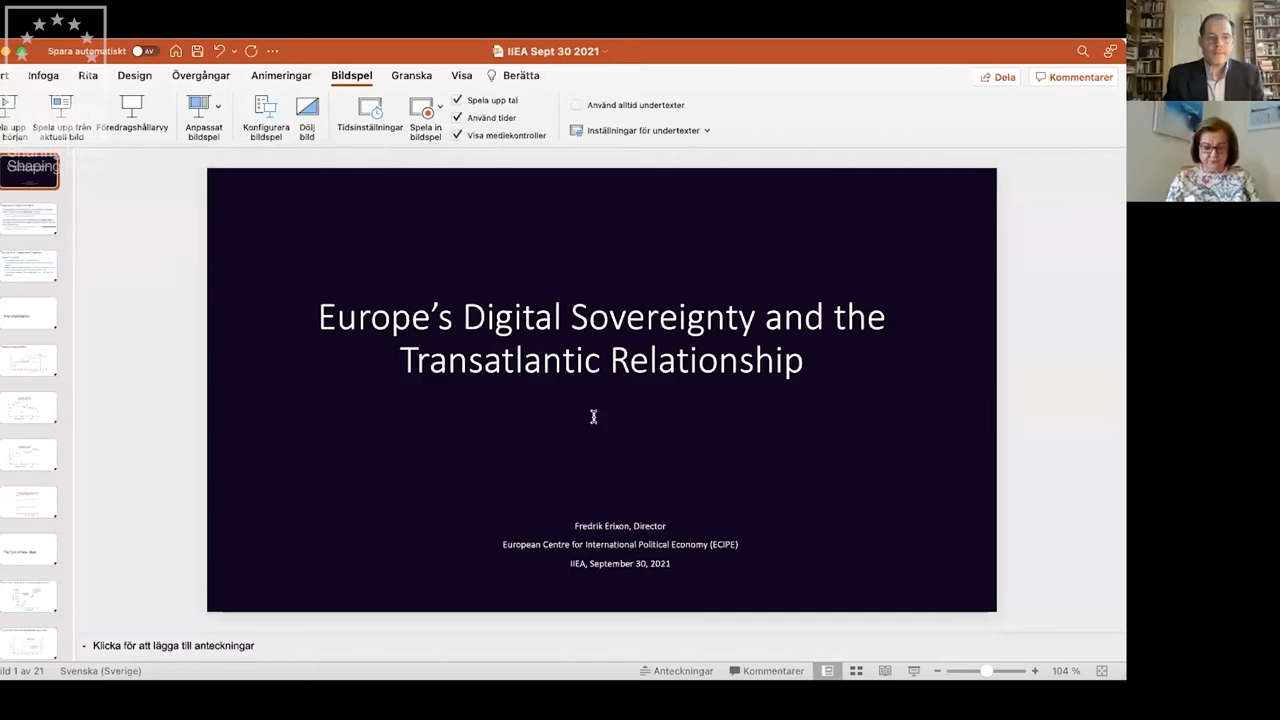 Spara automatiskt
AV
IIEA Sept 30 2021
Infoga
Rita
Design
Övergångar
Animeringar
Bildspel
Granska
Visa
Berätta
Dela
Kommentarer
Spela upp från
aktuell bild
Föredragshållarvy
Anpassat
bildspel
Konfigurera
bildspel
Dölj
bild
Tidsinställningar
Spela in
bildspel
Spela upp tal
Använd tider
Visa mediekontroller
Använd alltid undertexter
Inställningar för undertexter
Shaping
Europe's Digital Sovereignty and the
Transatlantic Relationship
Fredrik Erixon, Director
European Centre for International Political Economy (ECIPE)
IIEA, September 30, 2021
- Klicka för att lägga till anteckningar
ild 1 av 21
Svenska (Sverige)
Anteckningar
Kommentarer
104 %